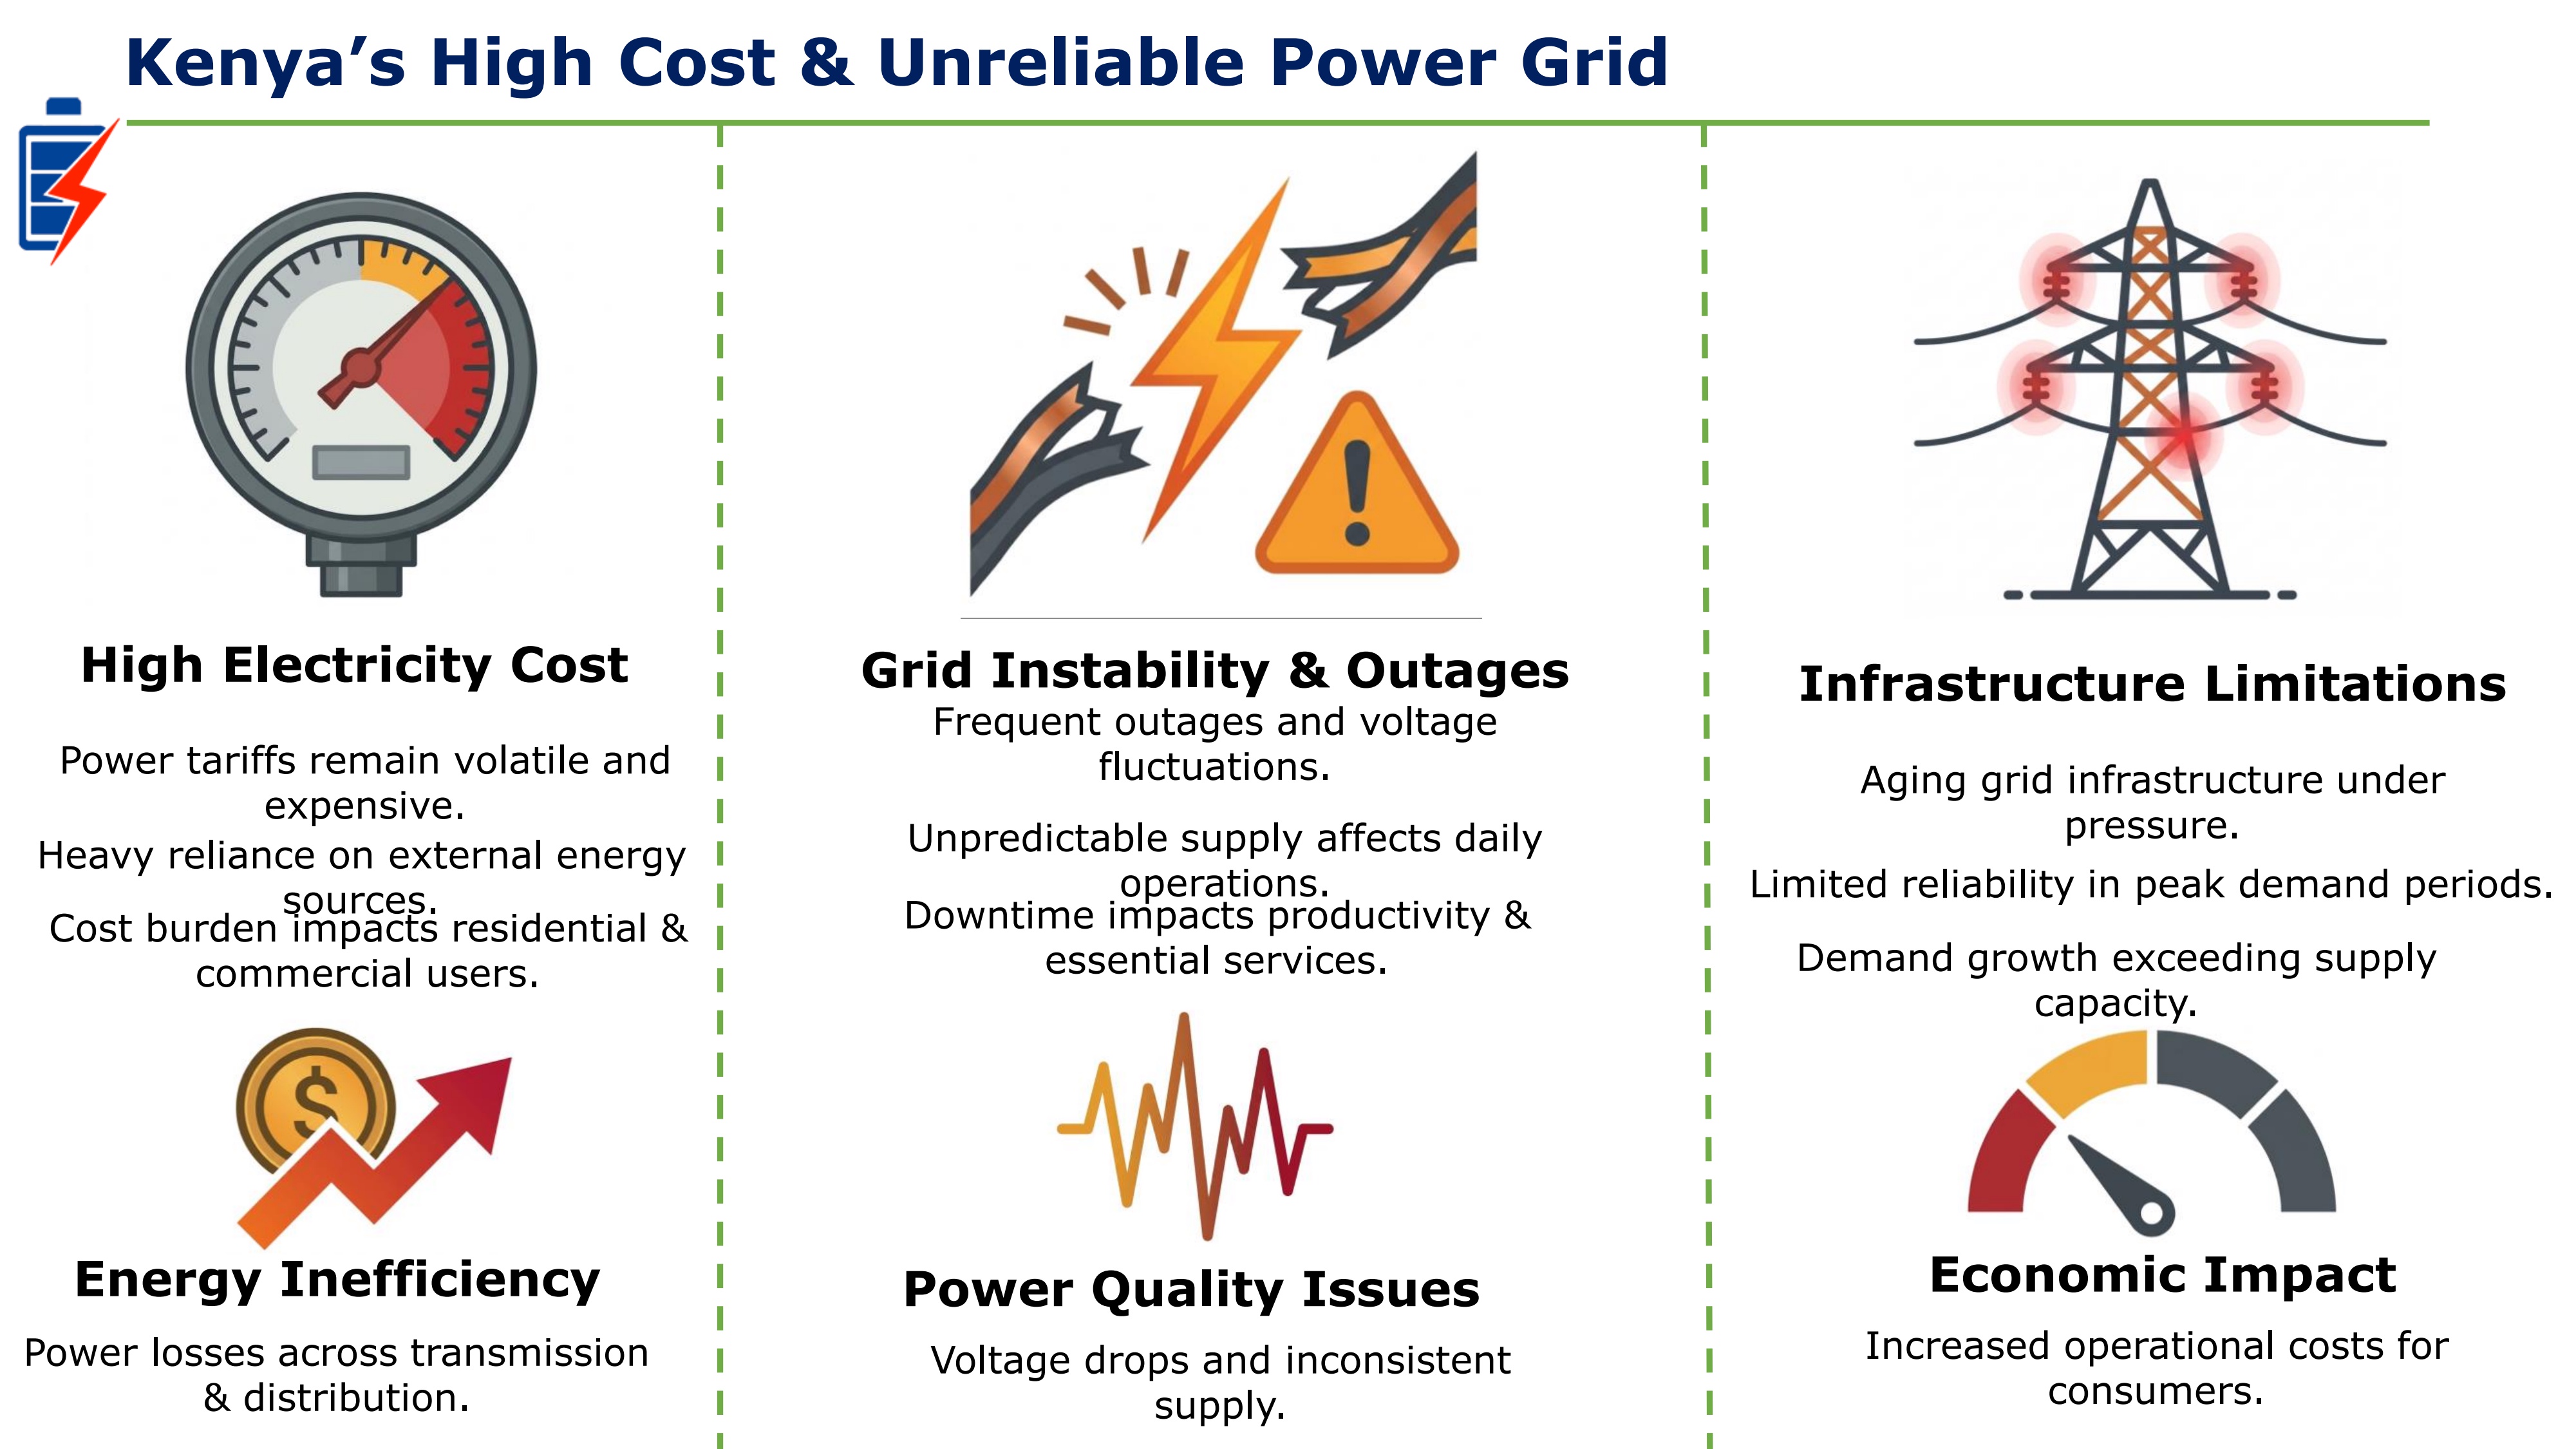 Kenya’s High Cost & Unreliable Power Grid
High Electricity Cost
Power tariffs remain volatile and
expensive.
Heavy reliance on external energy
sources.
Cost burden impacts residential &
commercial users.
$
Energy Inefficiency
Power losses across transmission
& distribution.
Grid Instability & Outages
Frequent outages and voltage
fluctuations.
Unpredictable supply affects daily
operations.
Downtime impacts productivity &
essential services.
Power Quality Issues
Voltage drops and inconsistent
supply.
Infrastructure Limitations
Aging grid infrastructure under
pressure.
Limited reliability in peak demand periods.
Demand growth exceeding supply
capacity.
Economic Impact
Increased operational costs for
consumers.